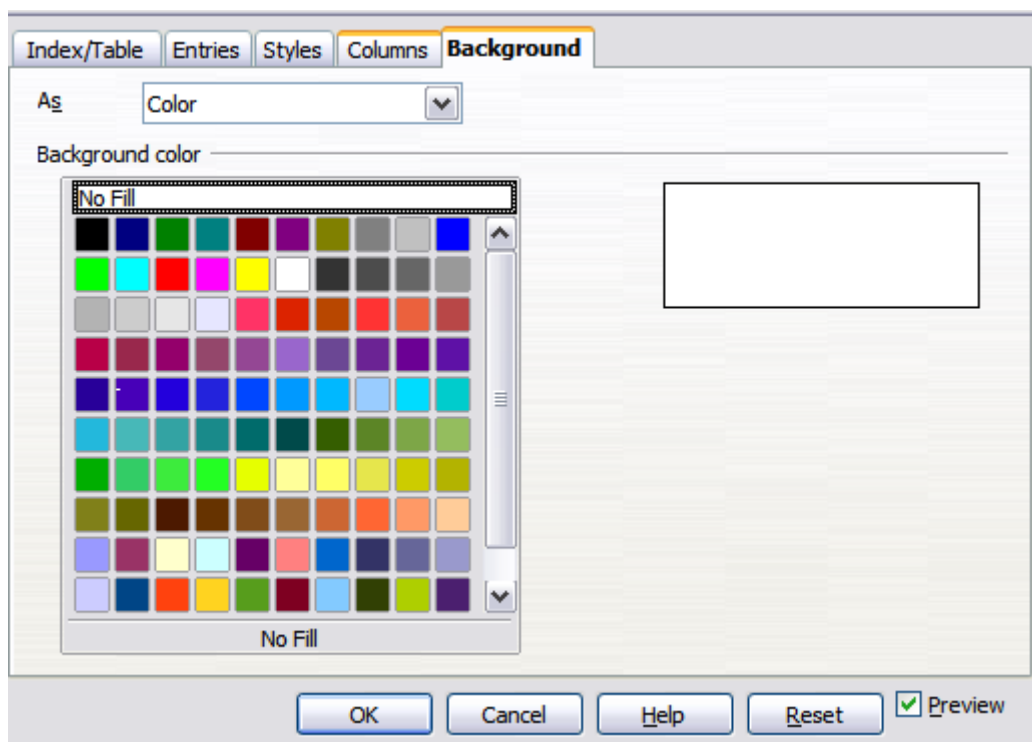 Index/Table Entries Styles Columns Background
As Color
Background color
No Fill
No Fill
OK Cancel Help Reset Preview